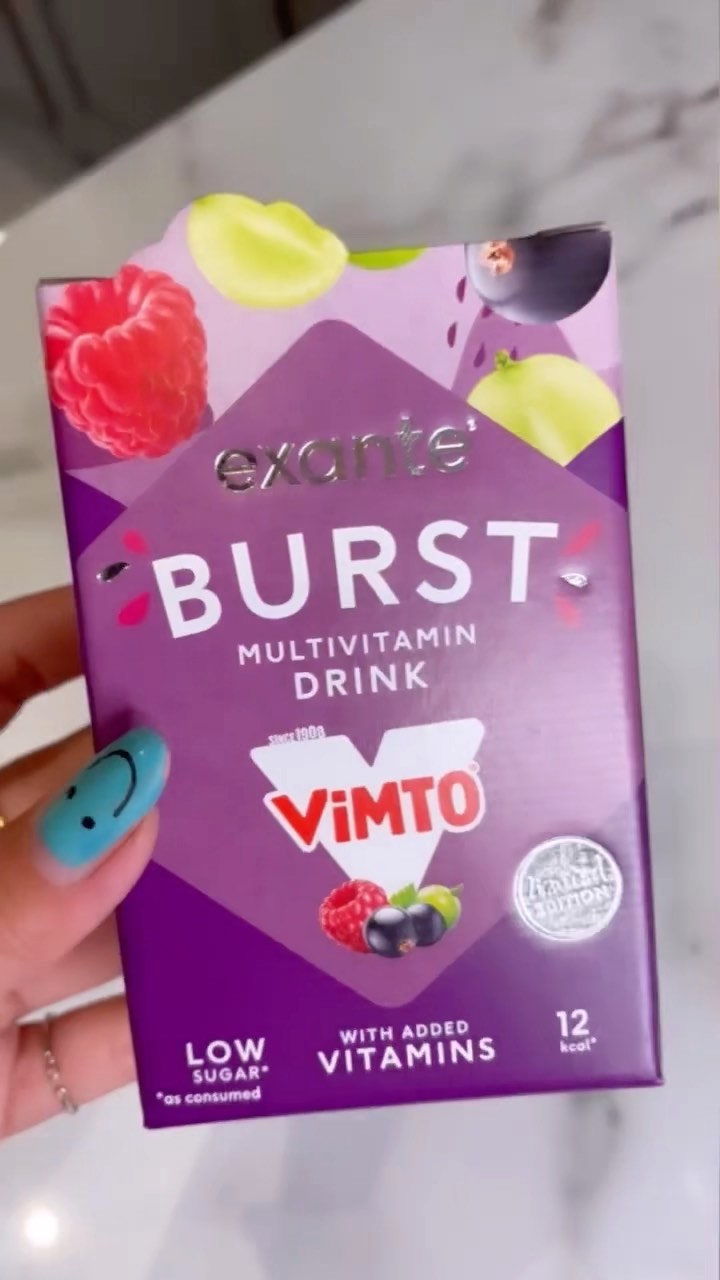 exante
BURST
MULTIVITAMIN
DRINK
SINCE 1908
ViMTO®
limited
EDITION
LOW
SUGAR*
*as consumed
WITH ADDED
VITAMINS
12
kcal*